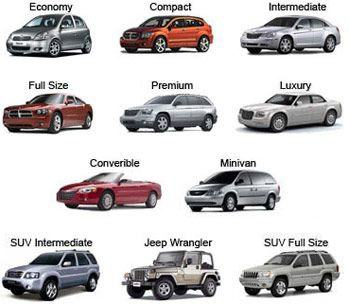 Economy
Compact
Intermediate
Full Size
Premium
Luxury
Converible
Minivan
SUV Intermediate
Jeep Wrangler
SUV Full Size